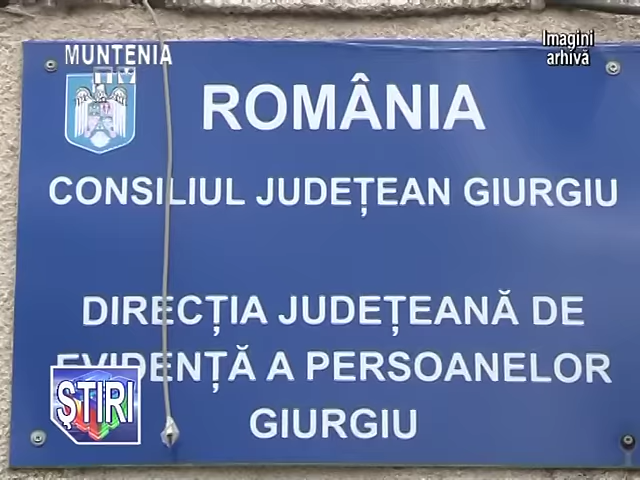 MUNTENIA
TV
Imagini
arhivă
ROMÂNIA
CONSILIUL JUDEȚEAN GIURGIU
DIRECȚIA JUDEȚEANĂ DE
EVIDENȚĂ A PERSOANELOR
GIURGIU
ȘTIRI